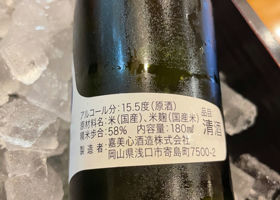 アルコール分：15.5度（原酒）
原材料名：米（国産）、米麹（国産米）
精米歩合：58%　内容量：180ml
製造者：嘉美心酒造株式会社
岡山県浅口市寄島町7500-2
品目
清酒